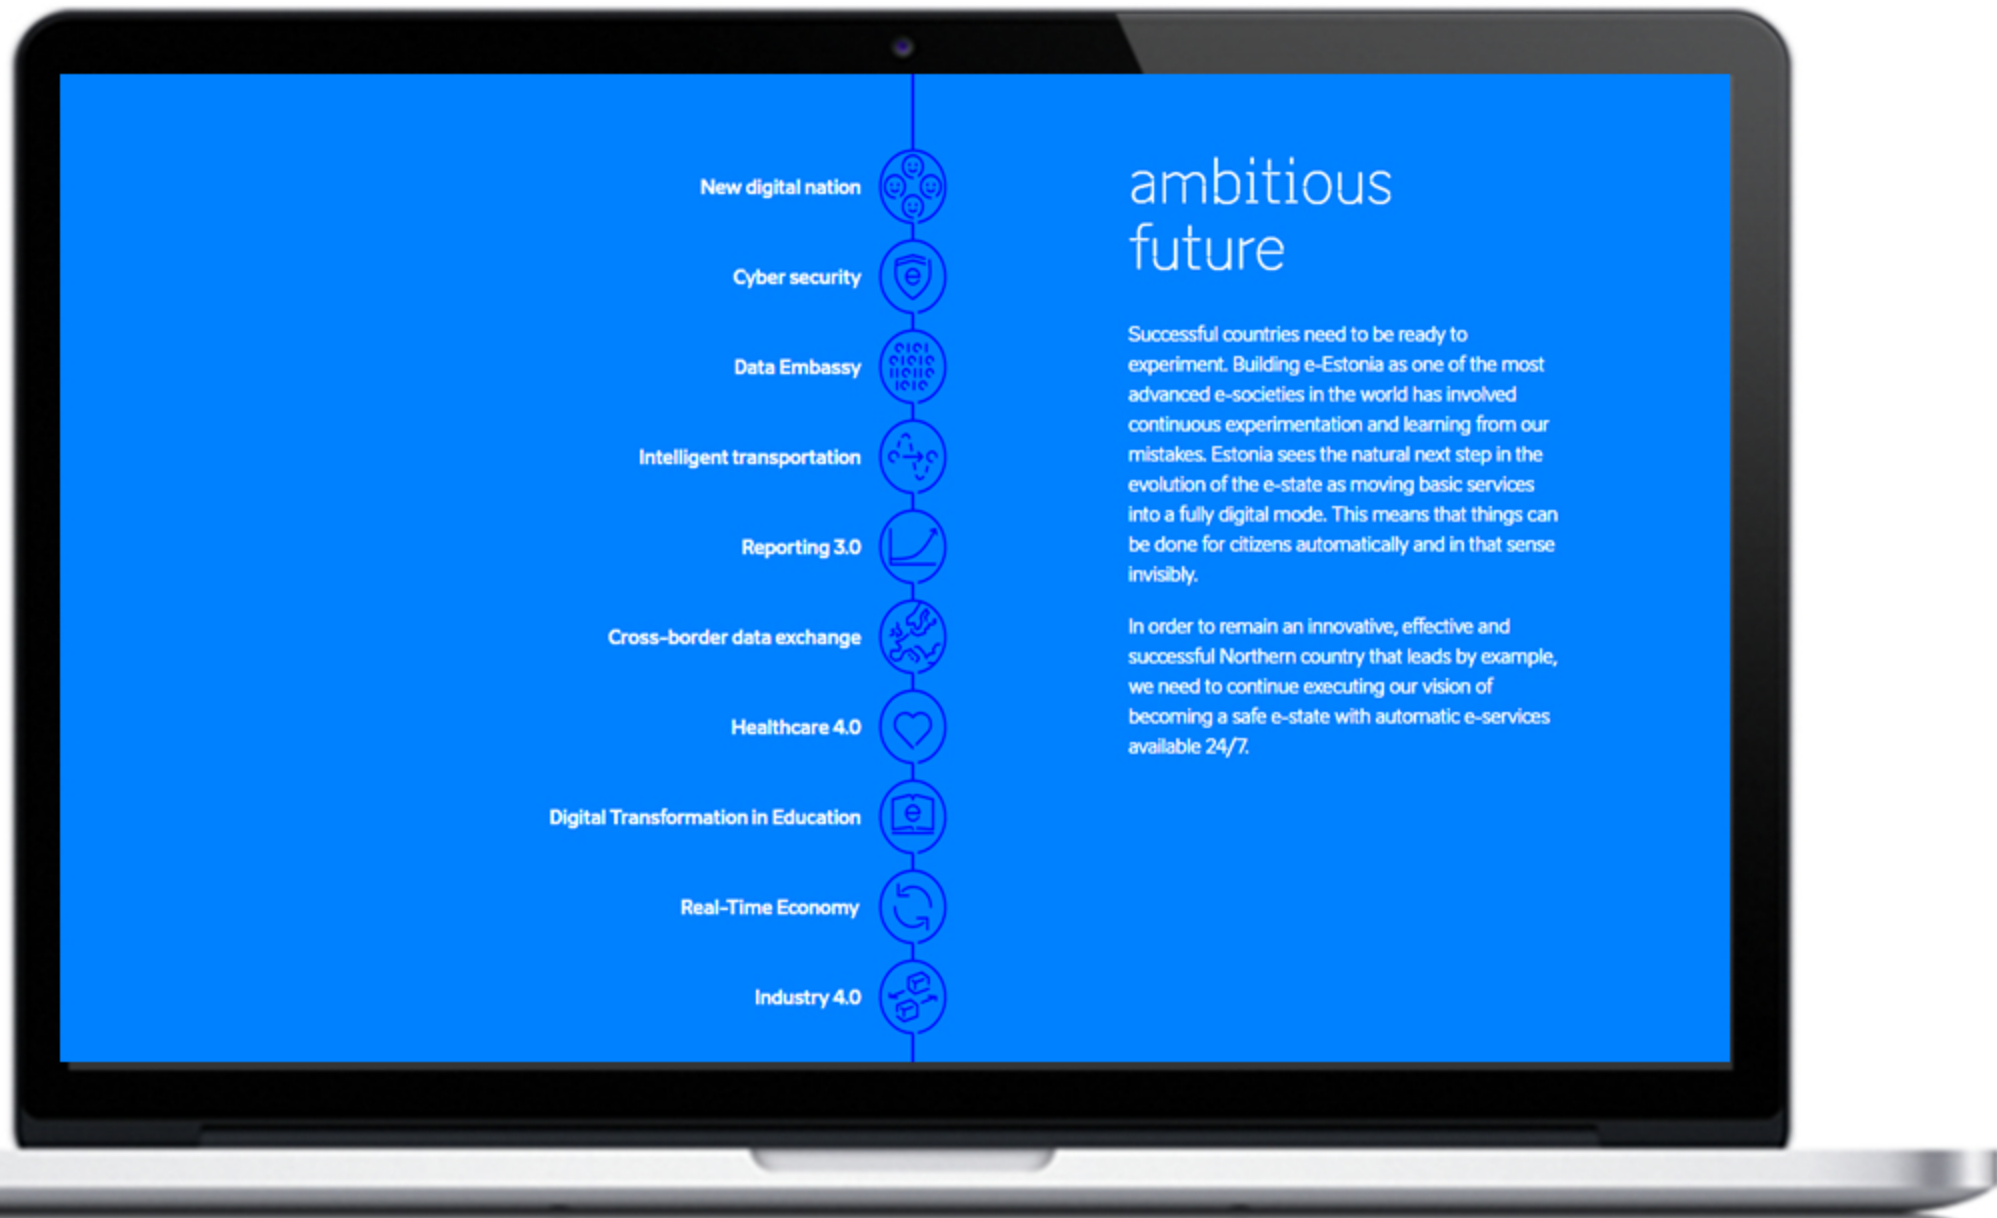 New digital nation
Cyber security
Data Embassy
Intelligent transportation
Reporting 3.0
Cross-border data exchange
Healthcare 4.0
Digital Transformation in Education
Real-Time Economy
Industry 4.0
ambitious
future
Successful countries need to be ready to
experiment. Building e-Estonia as one of the most
advanced e-societies in the world has involved
continuous experimentation and learning from our
mistakes. Estonia sees the natural next step in the
evolution of the e-state as moving basic services
into a fully digital mode. This means that things can
be done for citizens automatically and in that sense
invisibly.
In order to remain an innovative, effective and
successful Northern country that leads by example,
we need to continue executing our vision of
becoming a safe e-state with automatic e-services
available 24/7.